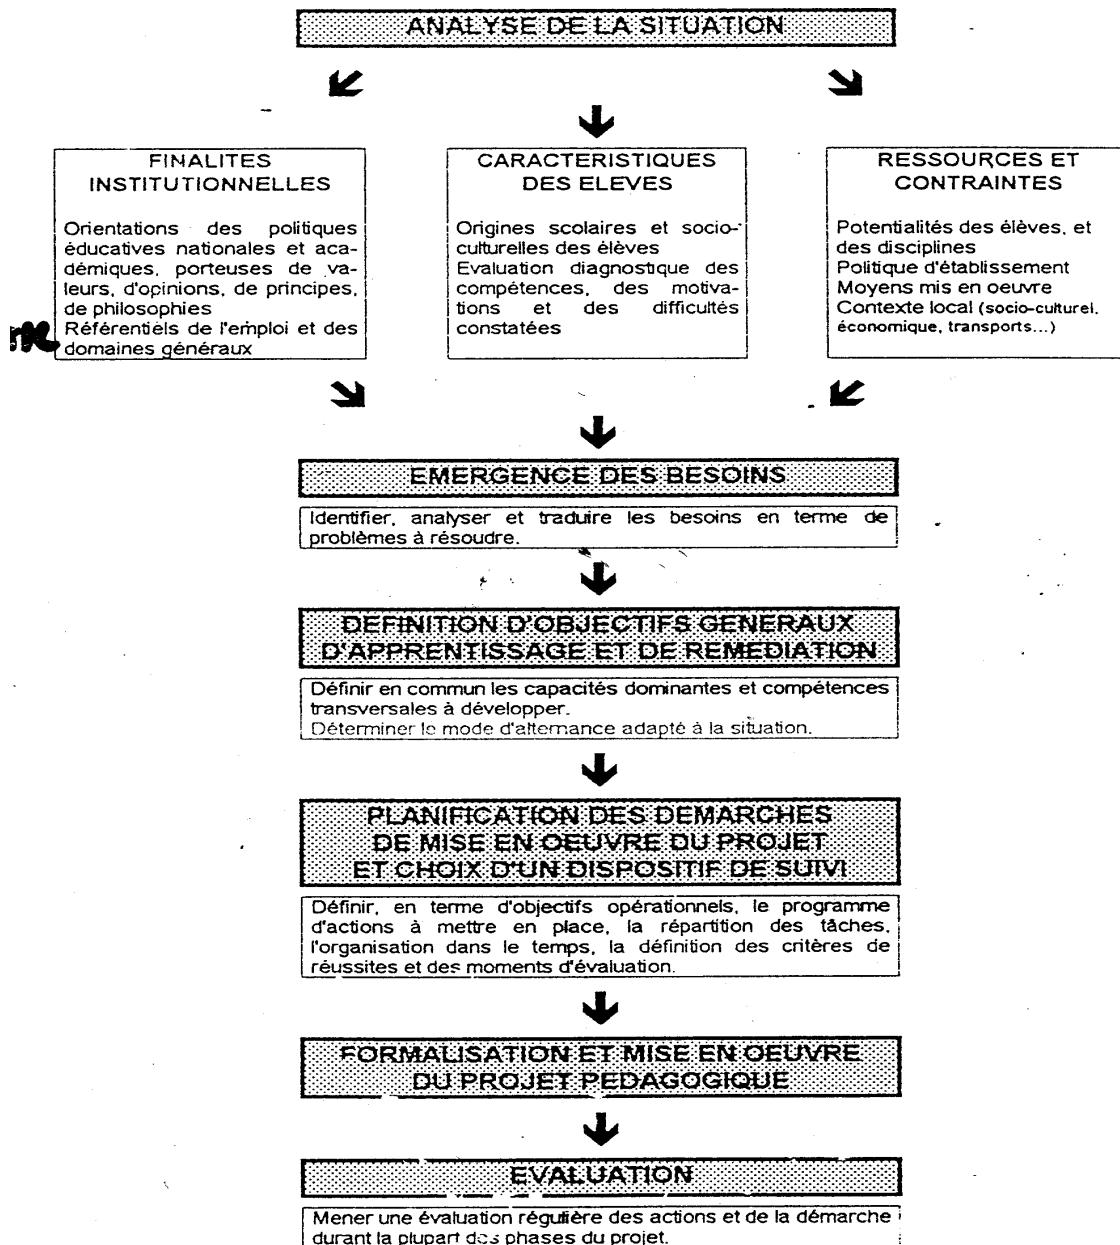 ANALYSE DE LA SITUATION
FINALITES
INSTITUTIONNELLES
Orientations des politiques
éducatives nationales et aca-
démiques, porteuses de va-
leurs, d'opinions, de principes,
de philosophies
Référentiels de l'emploi et des
domaines généraux
CARACTERISTIQUES
DES ELEVES
Origines scolaires et socio-
culturelles des élèves
Evaluation diagnostique des
compétences, des motiva-
tions et des difficultés
constatées
RESSOURCES ET
CONTRAINTES
Potentialités des élèves, et
des disciplines
Politique d'établissement
Moyens mis en oeuvre
Contexte local (socio-culturel,
économique, transports...)
EMERGENCE DES BESOINS
Identifier, analyser et traduire les besoins en terme de
problèmes à résoudre.
DEFINITION D'OBJECTIFS GENERAUX
D'APPRENTISSAGE ET DE REMEDIATION
Définir en commun les capacités dominantes et compétences
transversales à développer.
Déterminer le mode d'alternance adapté à la situation.
PLANIFICATION DES DEMARCHES
DE MISE EN OEUVRE DU PROJET
ET CHOIX D'UN DISPOSITIF DE SUIVI
Définir, en terme d'objectifs opérationnels, le programme
d'actions à mettre en place, la répartition des tâches,
l'organisation dans le temps, la définition des critères de
réussites et des moments d'évaluation.
FORMALISATION ET MISE EN OEUVRE
DU PROJET PEDAGOGIQUE
EVALUATION
Mener une évaluation régulière des actions et de la démarche
durant la plupart des phases du projet.